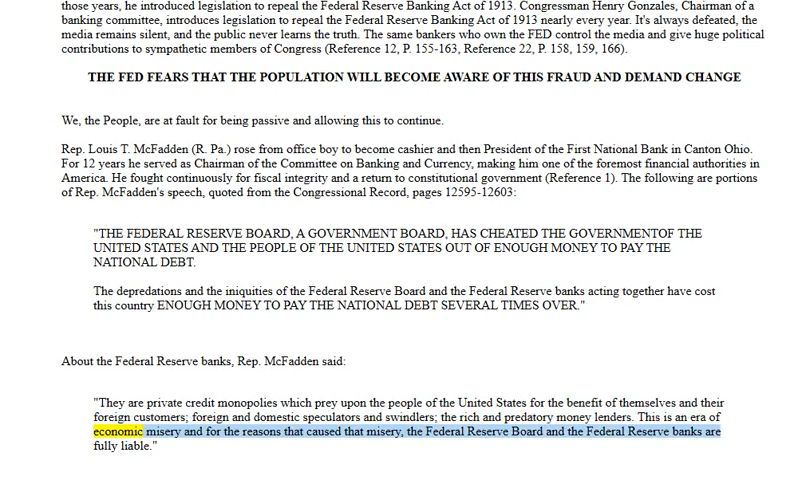 those years, he introduced legislation to repeal the Federal Reserve Banking Act of 1913. Congressman Henry Gonzales, Chairman of a
banking committee, introduces legislation to repeal the Federal Reserve Banking Act of 1913 nearly every year. It's always defeated, the
media remains silent, and the public never learns the truth. The same bankers who own the FED control the media and give huge political
contributions to sympathetic members of Congress (Reference 12, P. 155-163, Reference 22, P. 158, 159, 166).
THE FED FEARS THAT THE POPULATION WILL BECOME AWARE OF THIS FRAUD AND DEMAND CHANGE
We, the People, are at fault for being passive and allowing this to continue.
Rep. Louis T. McFadden (R. Pa.) rose from office boy to become cashier and then President of the First National Bank in Canton Ohio.
For 12 years he served as Chairman of the Committee on Banking and Currency, making him one of the foremost financial authorities in
America. He fought continuously for fiscal integrity and a return to constitutional government (Reference 1). The following are portions
of Rep. McFadden's speech, quoted from the Congressional Record, pages 12595-12603:
"THE FEDERAL RESERVE BOARD, A GOVERNMENT BOARD, HAS CHEATED THE GOVERNMENTOF THE
UNITED STATES AND THE PEOPLE OF THE UNITED STATES OUT OF ENOUGH MONEY TO PAY THE
NATIONAL DEBT.
The depredations and the iniquities of the Federal Reserve Board and the Federal Reserve banks acting together have cost
this country ENOUGH MONEY TO PAY THE NATIONAL DEBT SEVERAL TIMES OVER."
About the Federal Reserve banks, Rep. McFadden said:
"They are private credit monopolies which prey upon the people of the United States for the benefit of themselves and their
foreign customers; foreign and domestic speculators and swindlers; the rich and predatory money lenders. This is an era of
economic misery and for the reasons that caused that misery, the Federal Reserve Board and the Federal Reserve banks are
fully liable."